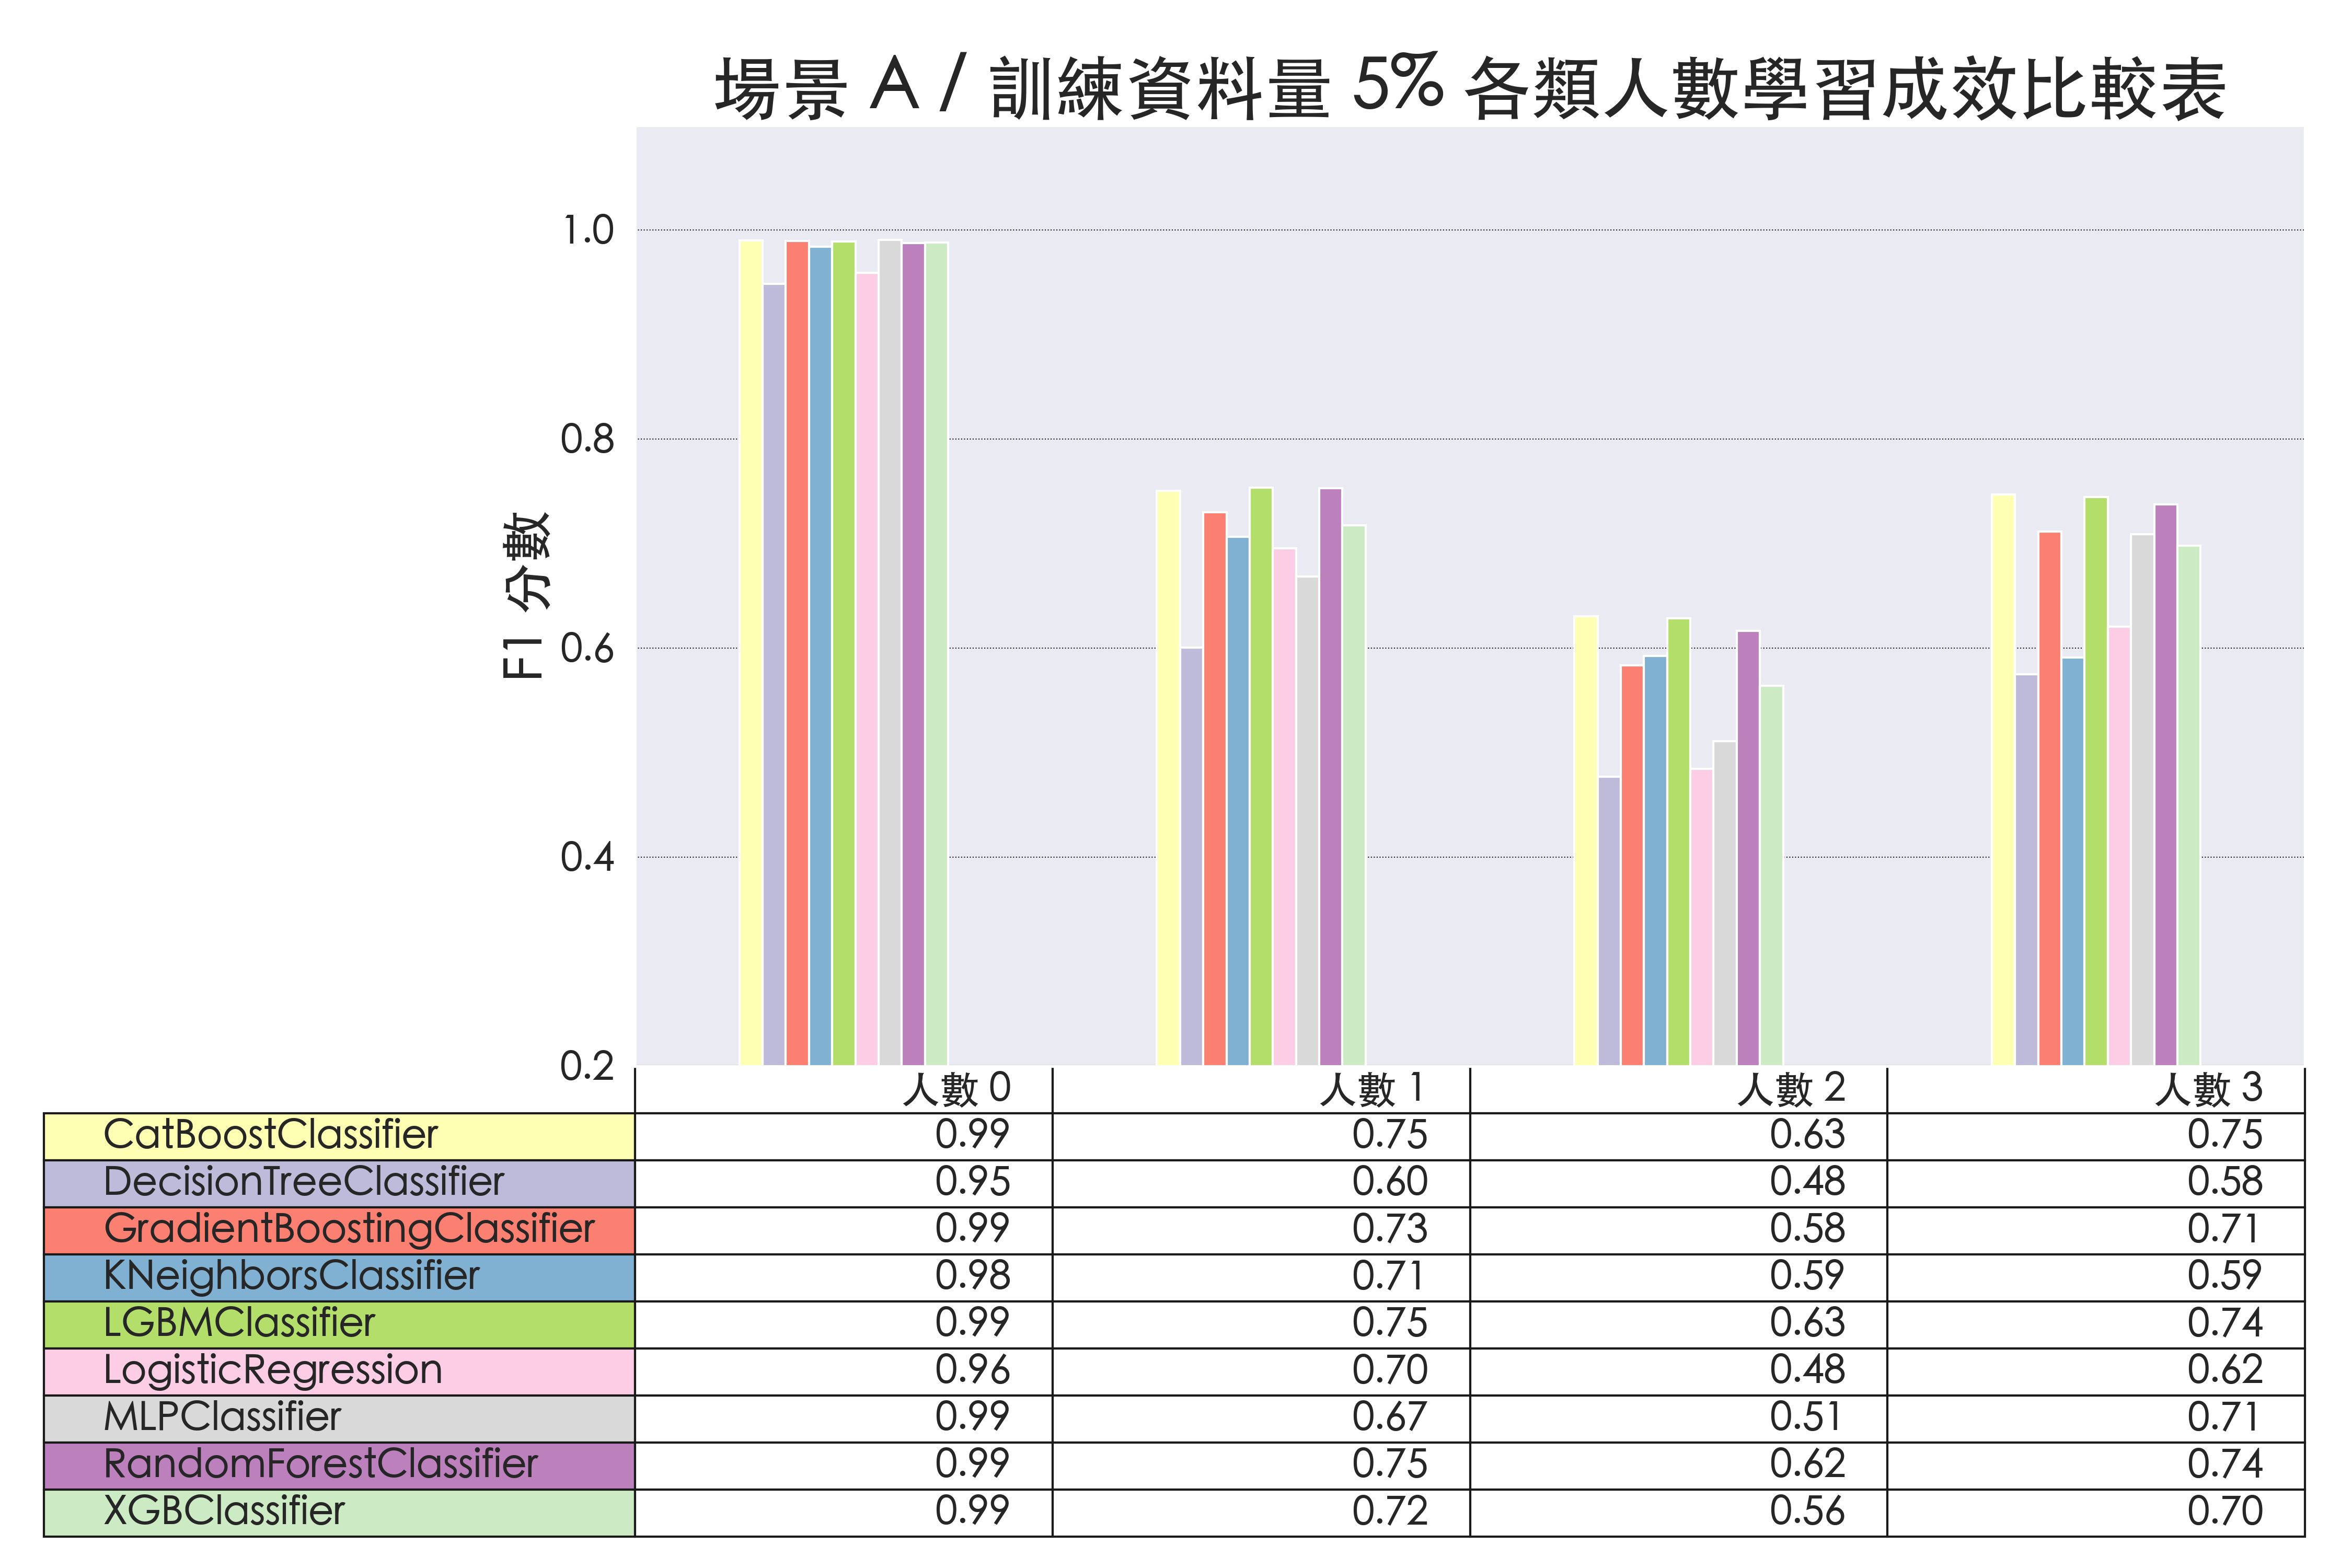 場景 A / 訓練資料量 5% 各類人數學習成效比較表
F1 分數
1.0
0.8
0.6
0.4
0.2
人數 0 人數 1 人數 2 人數 3
CatBoostClassifier 0.99 0.75 0.63 0.75
DecisionTreeClassifier 0.95 0.60 0.48 0.58
GradientBoostingClassifier 0.99 0.73 0.58 0.71
KNeighborsClassifier 0.98 0.71 0.59 0.59
LGBMClassifier 0.99 0.75 0.63 0.74
LogisticRegression 0.96 0.70 0.48 0.62
MLPClassifier 0.99 0.67 0.51 0.71
RandomForestClassifier 0.99 0.75 0.62 0.74
XGBClassifier 0.99 0.72 0.56 0.70